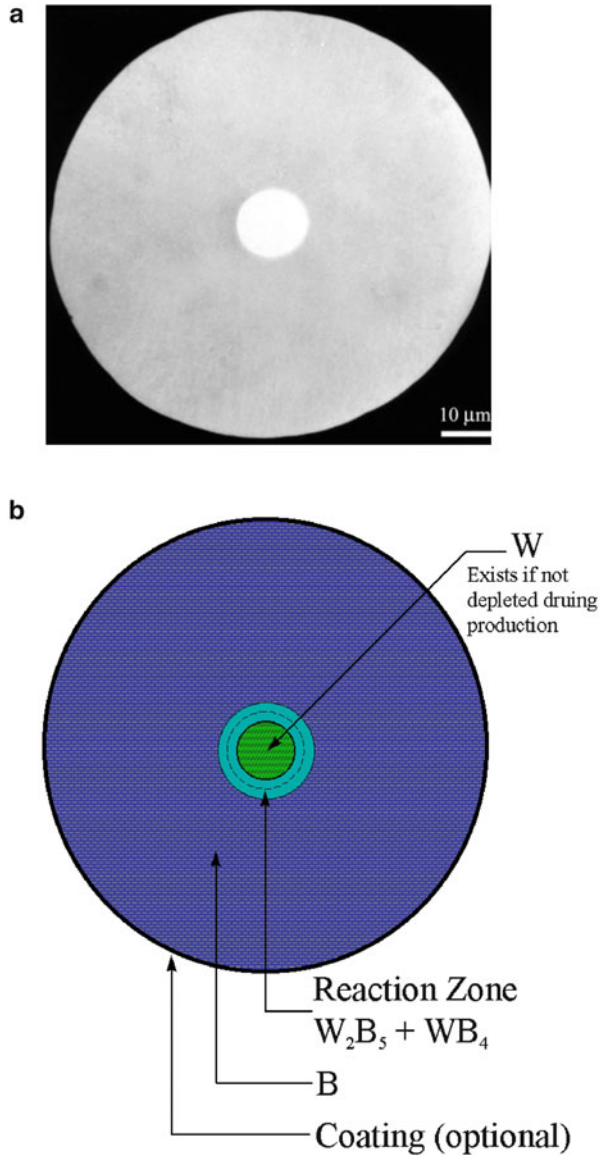 a
10 μm
b
W
Exists if not
depleted druing
production
Reaction Zone
W₂B₅ + WB₄
B
Coating (optional)